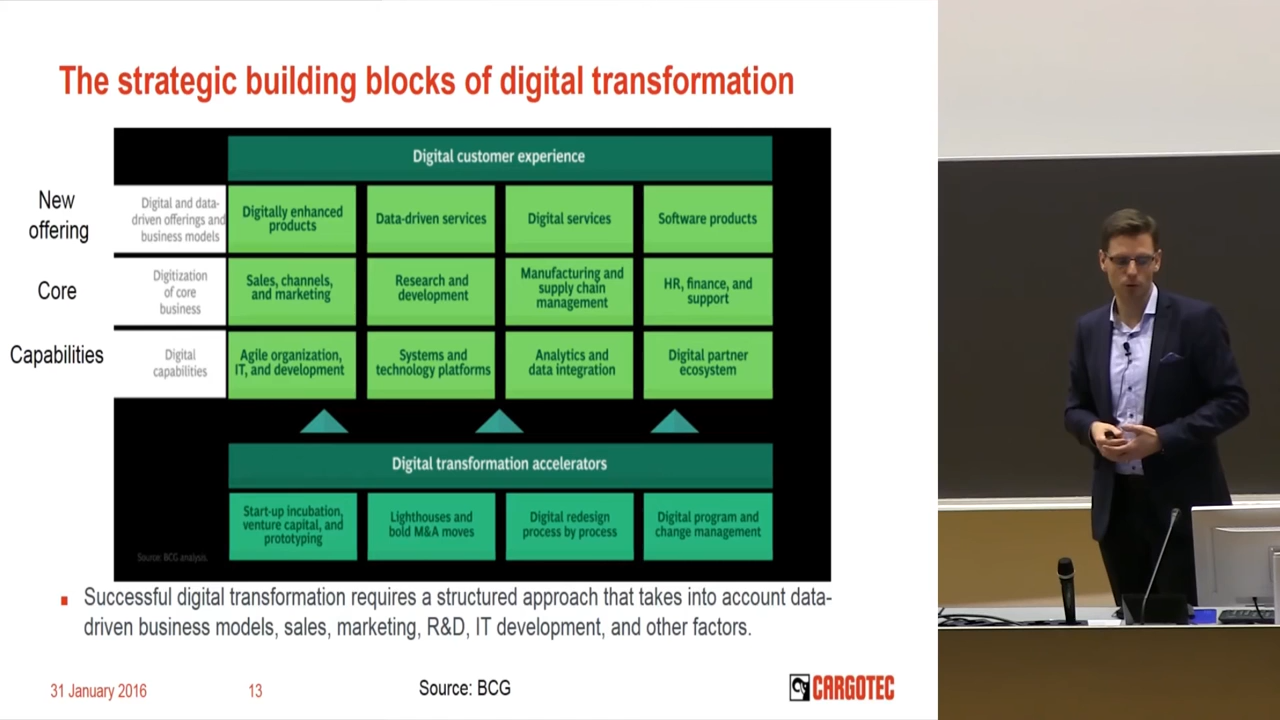 The strategic building blocks of digital transformation
Digital customer experience
New
offering
Digital and data-
driven offerings and
business models
Digitally enhanced
products
Data-driven services
Digital services
Software products
Core
Digitization
of core
business
Sales, channels,
and marketing
Research and
development
Manufacturing and
supply chain
management
HR, finance, and
support
Capabilities
Digital
capabilities
Agile organization,
IT, and development
Systems and
technology platforms
Analytics and
data integration
Digital partner
ecosystem
Digital transformation accelerators
Start-up incubation,
venture capital, and
prototyping
Lighthouses and
bold M&A moves
Digital redesign
process by process
Digital program and
change management
Source: BCG analysis.
Successful digital transformation requires a structured approach that takes into account data-
driven business models, sales, marketing, R&D, IT development, and other factors.
31 January 2016
13
Source: BCG
CARGOTEC